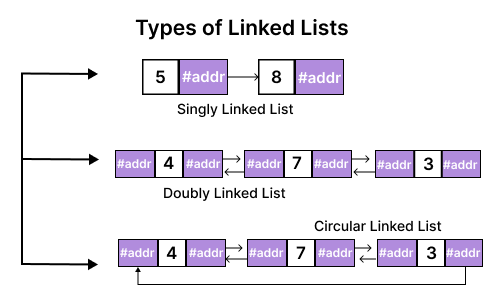 Types of Linked Lists
5 #addr 8 #addr
Singly Linked List
#addr 4 #addr #addr 7 #addr #addr 3 #addr
Doubly Linked List
Circular Linked List
#addr 4 #addr #addr 7 #addr #addr 3 #addr